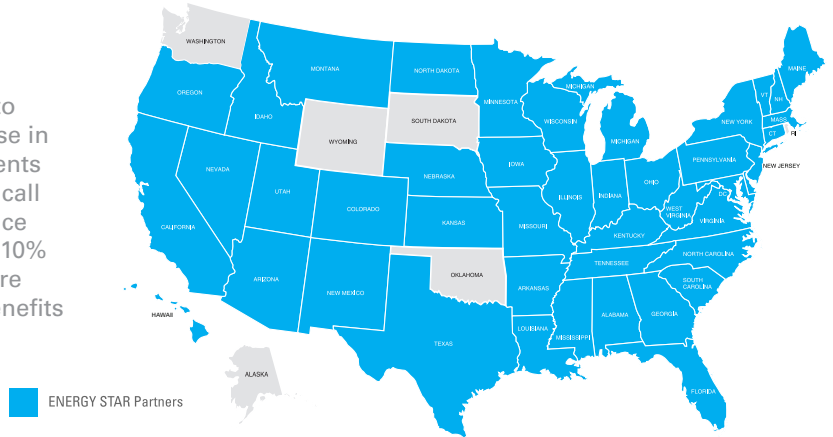 to
se in
ents
call
ce
10%
re
nefits
WASHINGTON
MONTANA
NORTH DAKOTA
MINNESOTA
MICHIGAN
MAINE
OREGON
IDAHO
WYOMING
SOUTH DAKOTA
WISCONSIN
MICHIGAN
NEW YORK
VT
NH
MASS
CT
RI
NEVADA
UTAH
COLORADO
NEBRASKA
IOWA
ILLINOIS
INDIANA
OHIO
PENNSYLVANIA
NEW JERSEY
DC
CALIFORNIA
KANSAS
MISSOURI
KENTUCKY
WEST
VIRGINIA
VIRGINIA
ARIZONA
NEW MEXICO
OKLAHOMA
ARKANSAS
TENNESSEE
NORTH CAROLINA
SOUTH
CAROLINA
HAWAII
TEXAS
LOUISIANA
MISSISSIPPI
ALABAMA
GEORGIA
FLORIDA
ALASKA
ENERGY STAR Partners